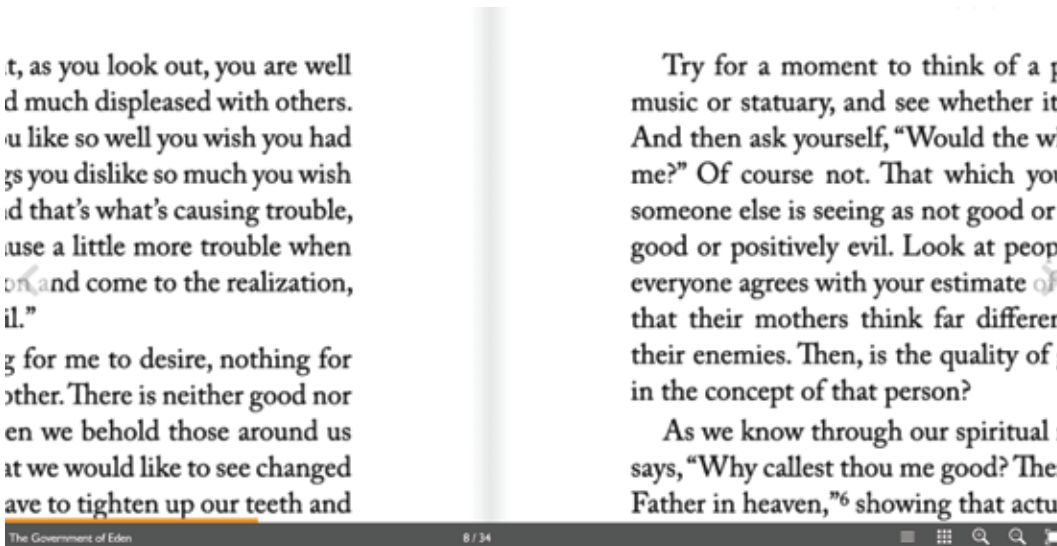 t, as you look out, you are well
d much displeased with others.
u like so well you wish you had
gs you dislike so much you wish
d that's what's causing trouble,
use a little more trouble when
on and come to the realization,
il."
g for me to desire, nothing for
other. There is neither good nor
en we behold those around us
at we would like to see changed
ave to tighten up our teeth and
Try for a moment to think of a p
music or statuary, and see whether it
And then ask yourself, “Would the w
me?” Of course not. That which you
someone else is seeing as not good or
good or positively evil. Look at peop
everyone agrees with your estimate of
that their mothers think far differen
their enemies. Then, is the quality of
in the concept of that person?
As we know through our spiritual
says, “Why callest thou me good? The
Father in heaven,”⁶ showing that actu
The Government of Eden
8 / 34